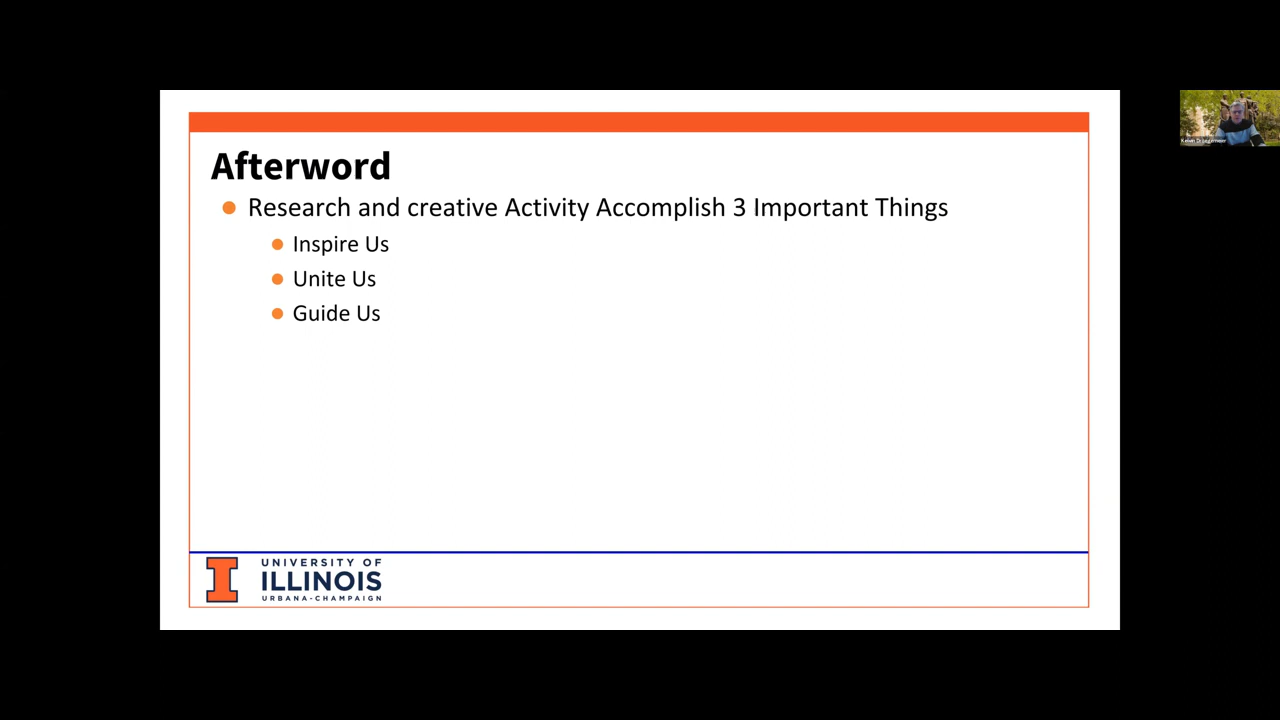 Afterword
Research and creative Activity Accomplish 3 Important Things
Inspire Us
Unite Us
Guide Us
UNIVERSITY OF
ILLINOIS
URBANA-CHAMPAIGN